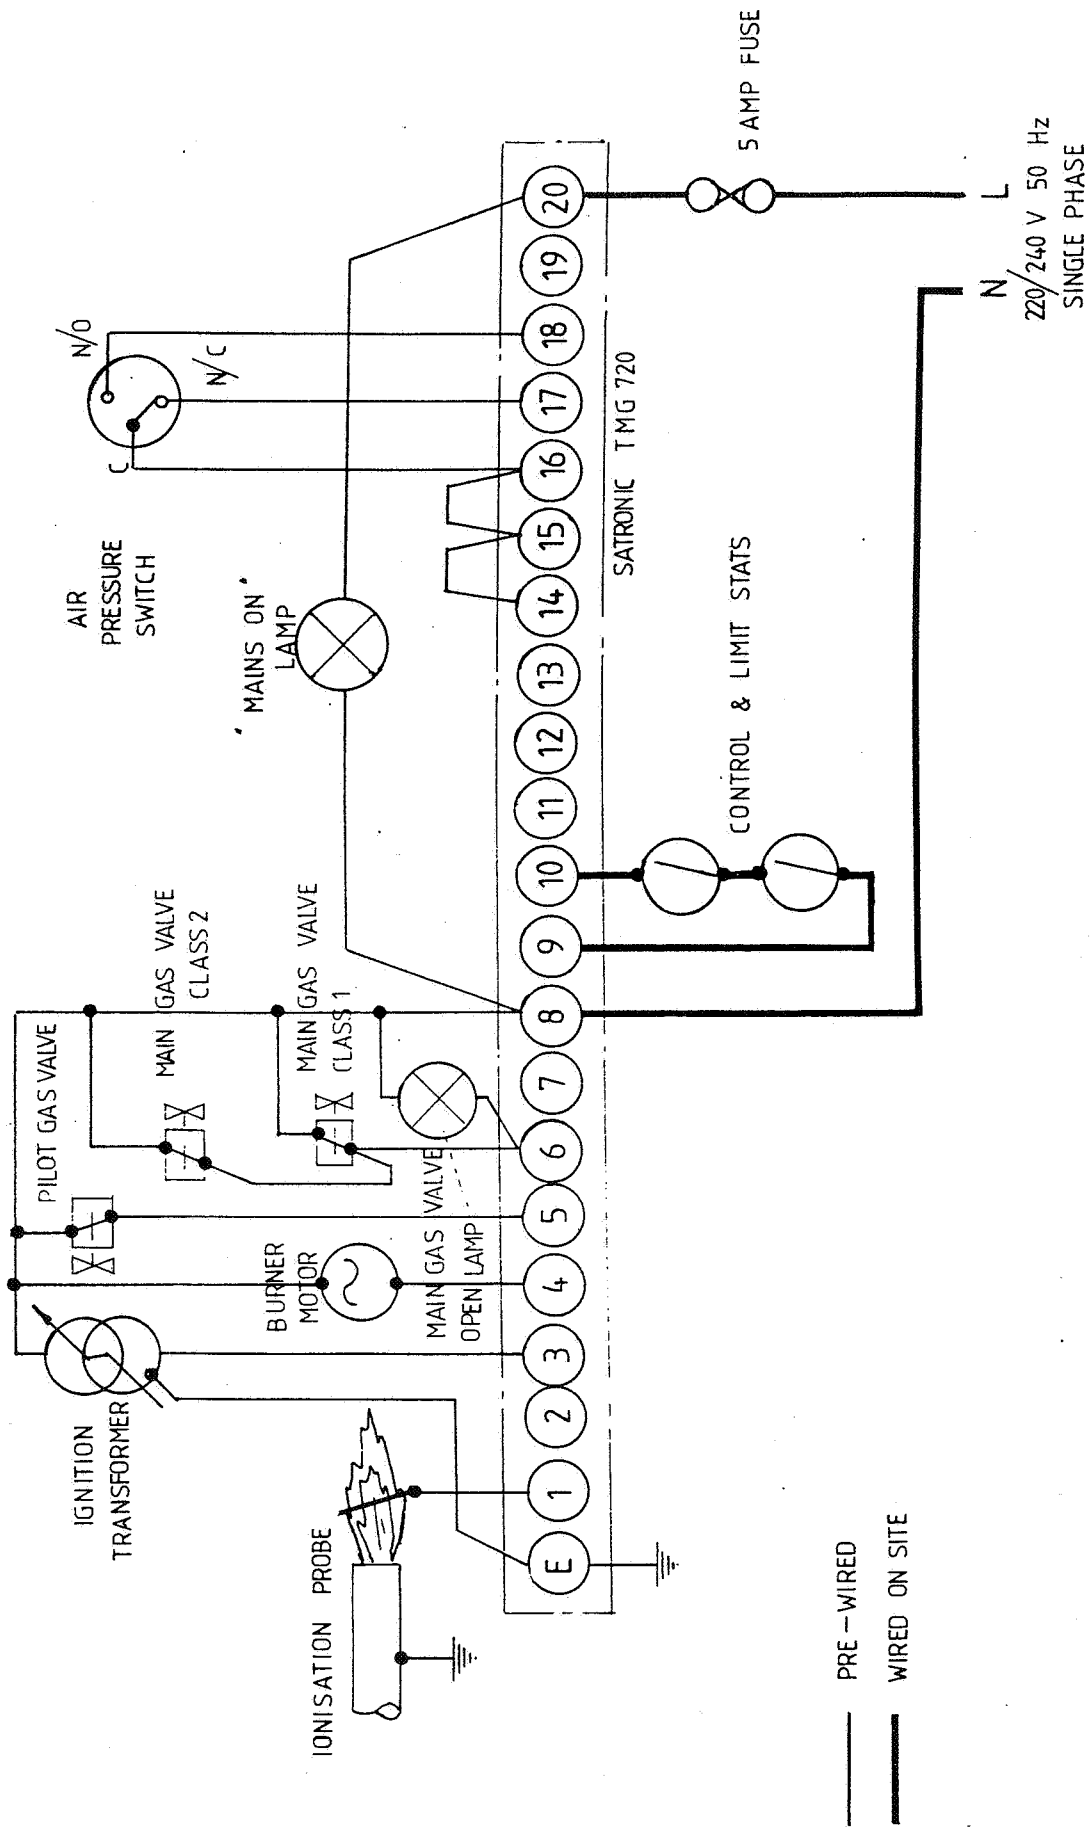 IGNITION
TRANSFORMER
PILOT GAS VALVE
MAIN GAS VALVE
CLASS 2
MAIN GAS VALVE
CLASS 1
BURNER
MOTOR
MAIN GAS VALVE
OPEN LAMP
IONISATION PROBE
'MAINS ON'
LAMP
AIR
PRESSURE
SWITCH
C
N/O
N/C
E 1 2 3 4 5 6 7 8 9 10 11 12 13 14 15 16 17 18 19 20
SATRONIC TMG 720
CONTROL & LIMIT STATS
5 AMP FUSE
PRE-WIRED
WIRED ON SITE
N L
220/240 V 50 Hz
SINGLE PHASE